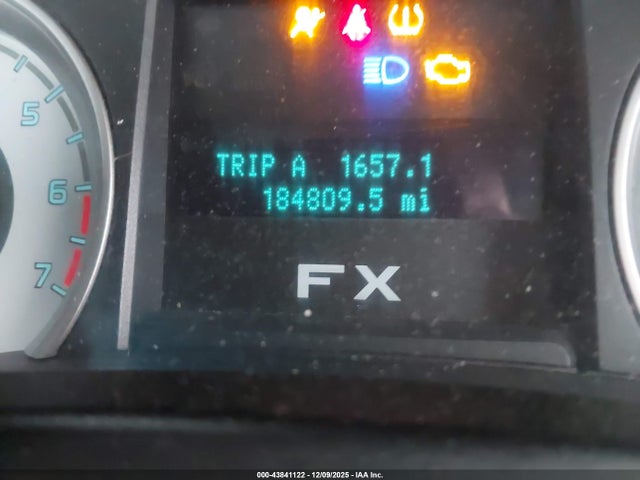 5
6
7
TRIP A 1657.1
184809.5 mi
FX
000-43841122 - 12/09/2025 - IAA Inc.